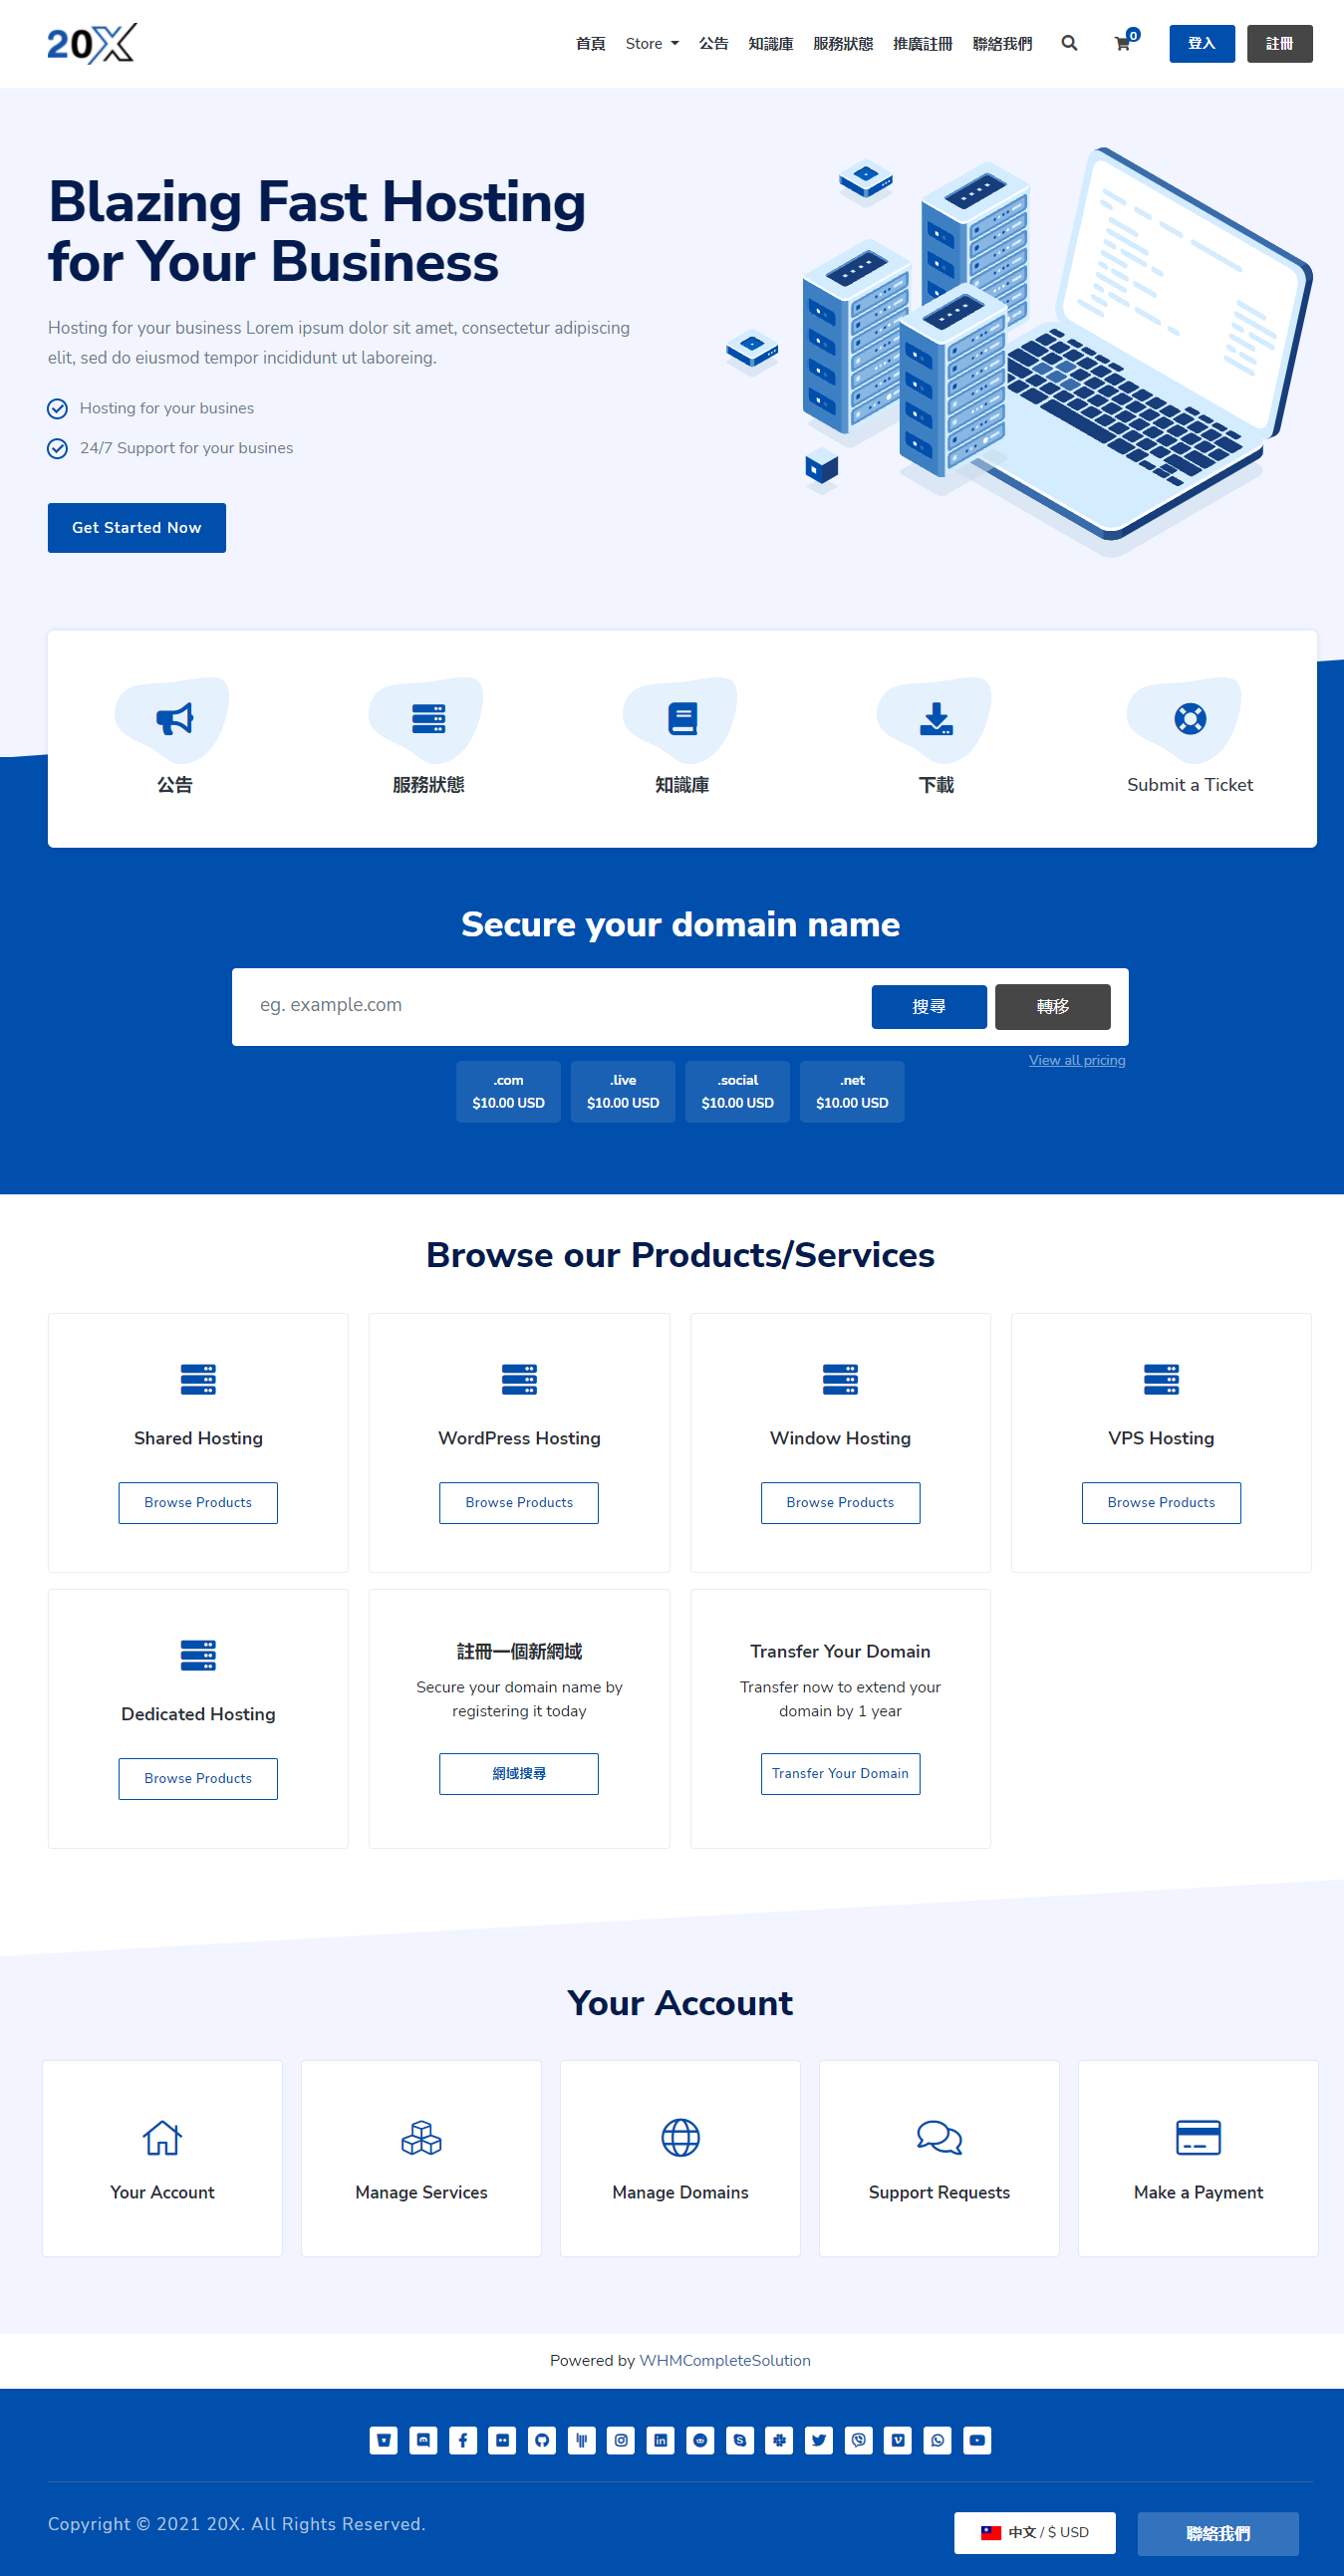 20X
首頁 Store 公告 知識庫 服務狀態 推廣註冊 聯絡我們 0 登入 註冊
Blazing Fast Hosting
for Your Business
Hosting for your business Lorem ipsum dolor sit amet, consectetur adipiscing
elit, sed do eiusmod tempor incididunt ut laboreing.
Hosting for your busines
24/7 Support for your busines
Get Started Now
公告 服務狀態 知識庫 下載 Submit a Ticket
Secure your domain name
eg. example.com 搜尋 轉移
View all pricing
.com .live .social .net
$10.00 USD $10.00 USD $10.00 USD $10.00 USD
Browse our Products/Services
Shared Hosting WordPress Hosting Window Hosting VPS Hosting
Browse Products Browse Products Browse Products Browse Products
Dedicated Hosting
Browse Products
註冊一個新網域
Secure your domain name by
registering it today
網域搜尋
Transfer Your Domain
Transfer now to extend your
domain by 1 year
Transfer Your Domain
Your Account
Your Account Manage Services Manage Domains Support Requests Make a Payment
Powered by WHMCompleteSolution
Copyright © 2021 20X. All Rights Reserved.
中文 / $ USD
聯絡我們